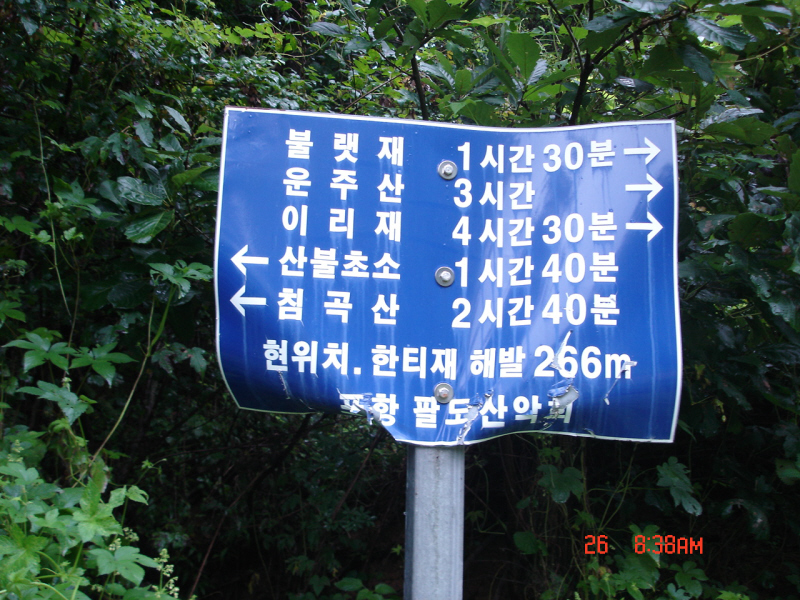 불랫재 1시간 30분 →
운주산 3시간 →
이리재 4시간 30분 →
← 산불초소 1시간 40분
← 침곡산 2시간 40분
현위치. 한티재 해발 266m
포항 팔도산악회
26 8:38AM